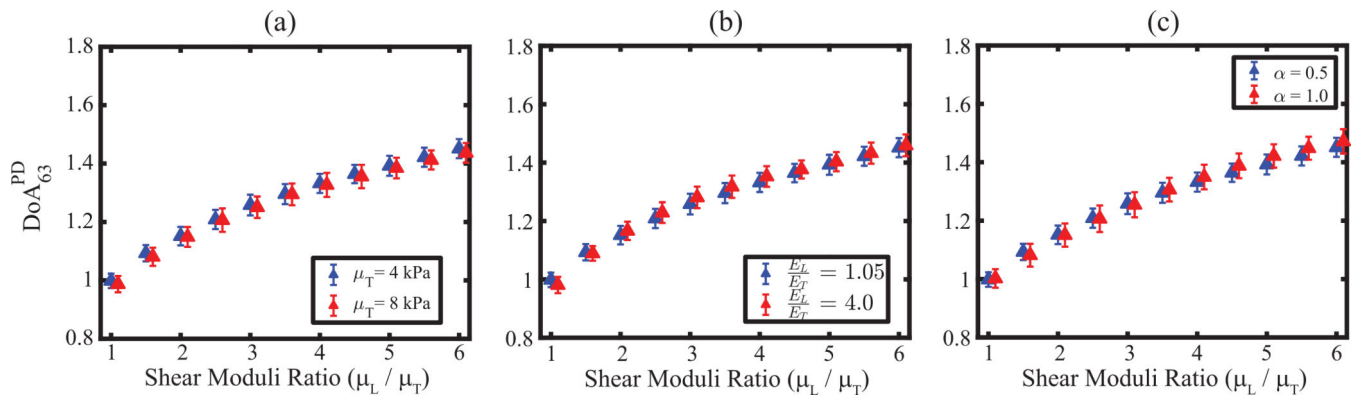 (a)
1.8
1.6
1.4
1.2
1
0.8
DoA₆₃ᴾᴰ
1 2 3 4 5 6
Shear Moduli Ratio (μL / μT)
μT= 4 kPa
μT= 8 kPa
(b)
1.8
1.6
1.4
1.2
1
0.8
1 2 3 4 5 6
Shear Moduli Ratio (μL / μT)
EL/ET = 1.05
EL/ET = 4.0
(c)
1.8
1.6
1.4
1.2
1
0.8
1 2 3 4 5 6
Shear Moduli Ratio (μL / μT)
α = 0.5
α = 1.0